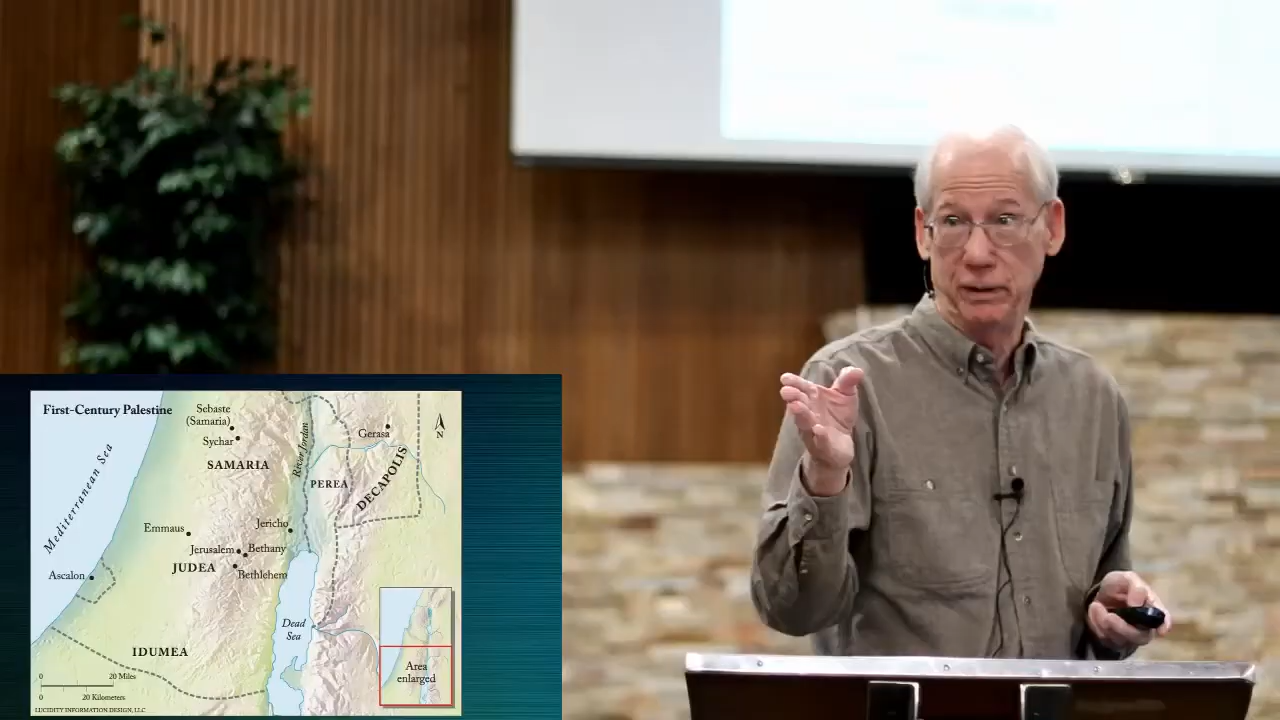 First-Century Palestine
Sebaste
(Samaria)
Sychar
SAMARIA
River Jordan
Gerasa
N
PEREA
DECAPOLIS
Mediterranean Sea
Emmaus
Jericho
Jerusalem
Bethany
JUDEA
Bethlehem
Ascalon
Dead
Sea
IDUMEA
Area
enlarged
0 20 Miles
0 20 Kilometers
LUCIDITY INFORMATION DESIGN, LLC